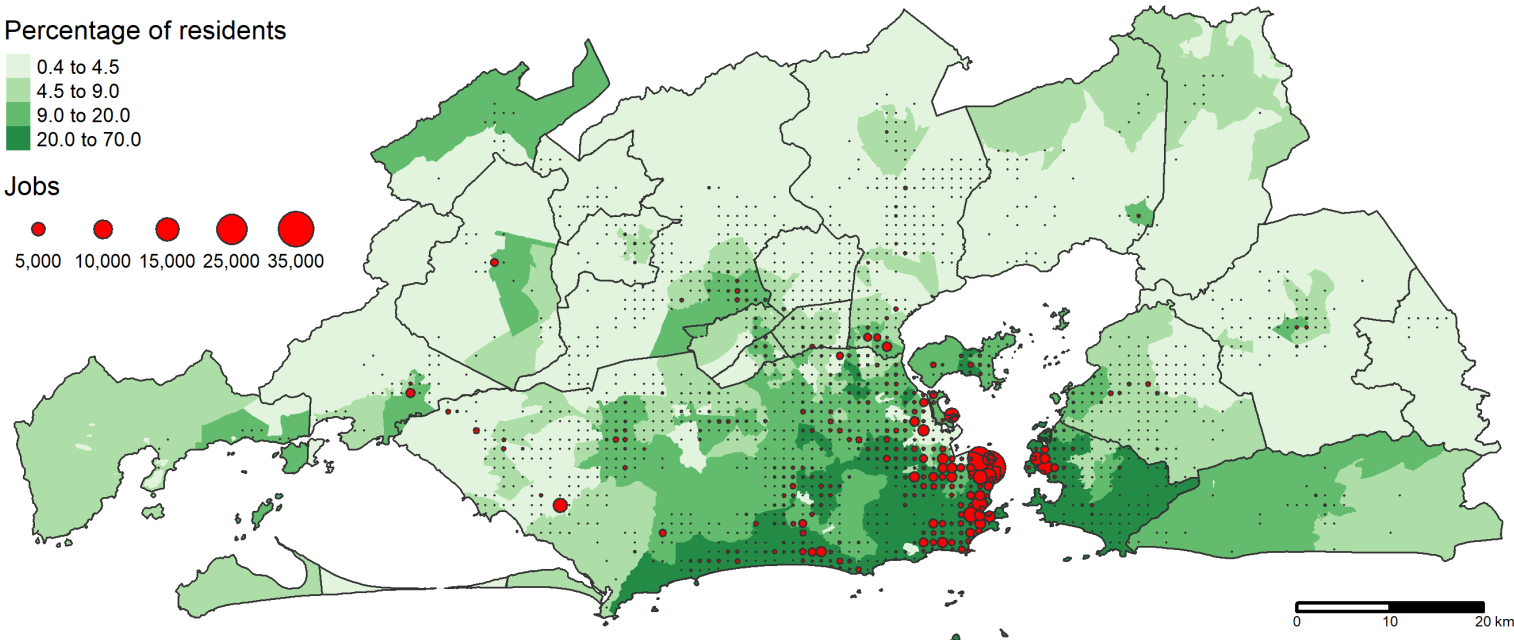 Percentage of residents
0.4 to 4.5
4.5 to 9.0
9.0 to 20.0
20.0 to 70.0
Jobs
5,000 10,000 15,000 25,000 35,000
0 10 20 km